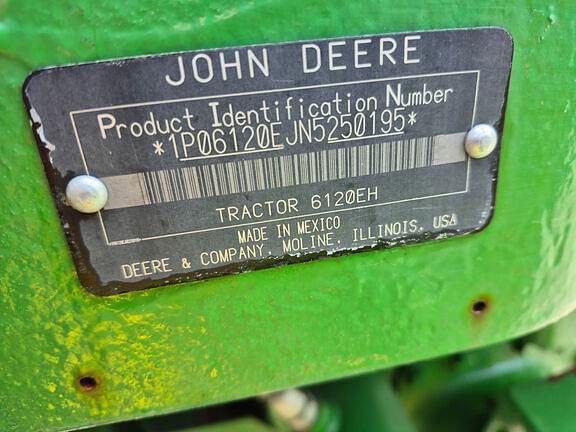 JOHN DEERE
Product Identification Number
*1P06120EJN5250195*
TRACTOR 6120EH
MADE IN MEXICO
DEERE & COMPANY, MOLINE, ILLINOIS, USA